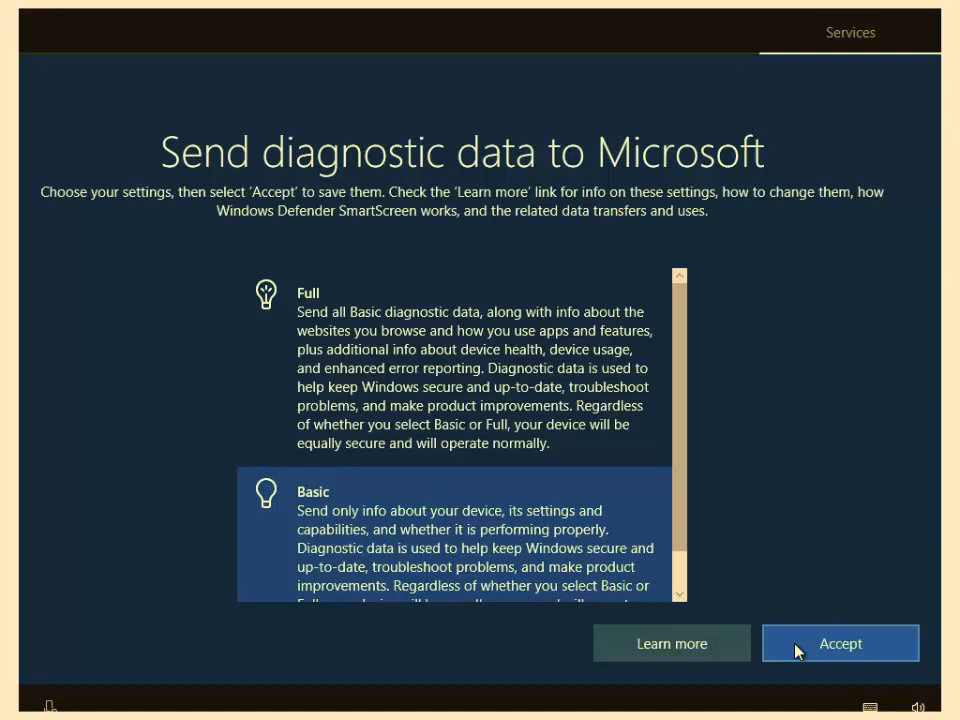 Services
Send diagnostic data to Microsoft
Choose your settings, then select 'Accept' to save them. Check the 'Learn more' link for info on these settings, how to change them, how
Windows Defender SmartScreen works, and the related data transfers and uses.
Full
Send all Basic diagnostic data, along with info about the
websites you browse and how you use apps and features,
plus additional info about device health, device usage,
and enhanced error reporting. Diagnostic data is used to
help keep Windows secure and up-to-date, troubleshoot
problems, and make product improvements. Regardless
of whether you select Basic or Full, your device will be
equally secure and will operate normally.
Basic
Send only info about your device, its settings and
capabilities, and whether it is performing properly.
Diagnostic data is used to help keep Windows secure and
up-to-date, troubleshoot problems, and make product
improvements. Regardless of whether you select Basic or
Learn more
Accept